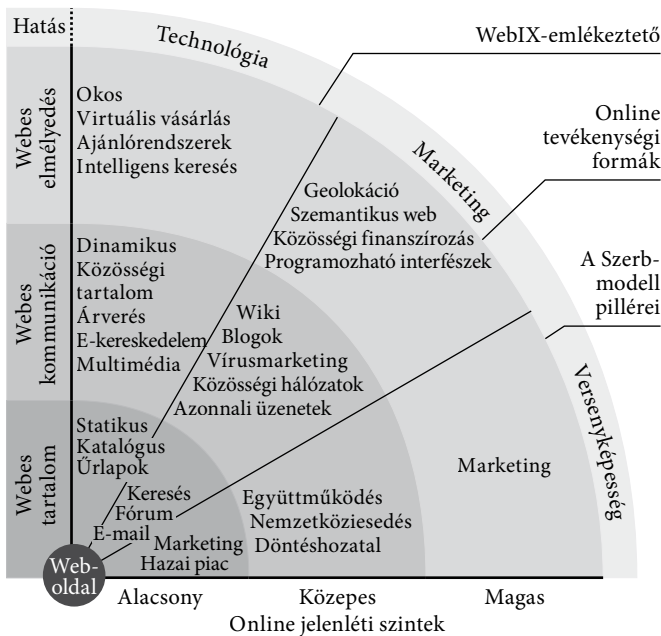 Hatás
Technológia
Marketing
Versenyképesség
WebIX-emlékeztető
Online
tevékenységi
formák
A Szerb-
modell
pillérei
Webes
elmélyedés
Okos
Virtuális vásárlás
Ajánlórendszerek
Intelligens keresés
Geolokáció
Szemantikus web
Közösségi finanszírozás
Programozható interfészek
Webes
kommunikáció
Dinamikus
Közösségi
tartalom
Árverés
E-kereskedelem
Multimédia
Wiki
Blogok
Vírusmarketing
Közösségi hálózatok
Azonnali üzenetek
Marketing
Webes
tartalom
Statikus
Katalógus
Űrlapok
Keresés
Fórum
E-mail
Marketing
Hazai piac
Együttműködés
Nemzetköziesedés
Döntéshozatal
Web-
oldal
Alacsony
Közepes
Magas
Online jelenléti szintek